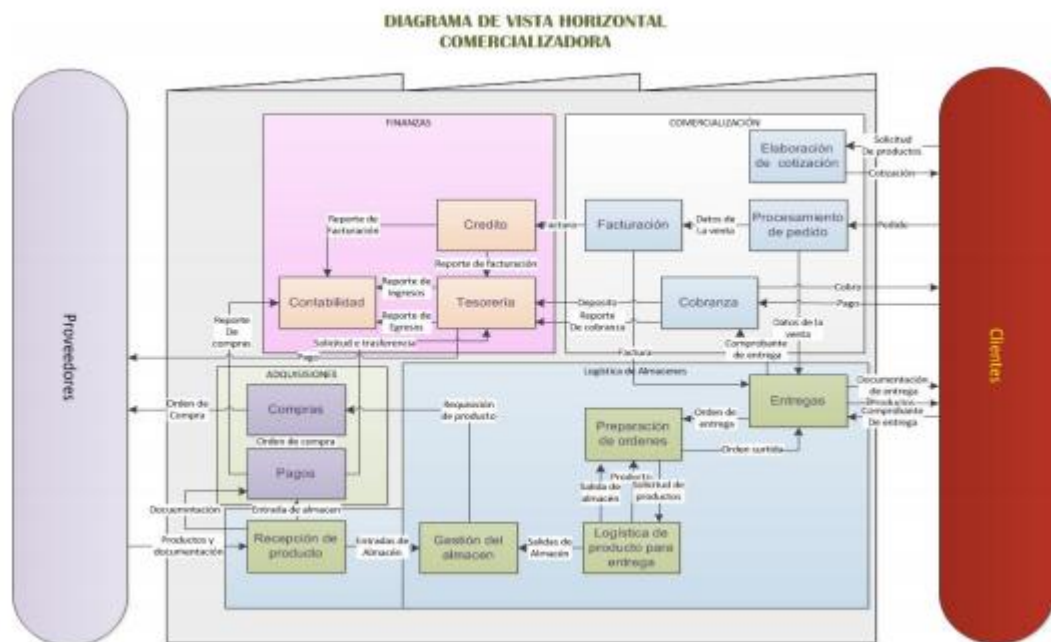 DIAGRAMA DE VISTA HORIZONTAL
COMERCIALIZADORA
Proveedores
Clientes
FINANZAS
COMERCIALIZACIÓN
Elaboración
de cotización
Solicitud
De productos
Cotización
Reporte de
Facturación
Credito
Factura
Facturación
Datos de
La venta
Procesamiento
de pedido
Pedido
Reporte de facturación
Contabilidad
Reporte de
Ingresos
Reporte de
Egresos
Tesorería
Deposito
Reporte
De cobranza
Cobranza
Cobro
Pago
Reporte
De
compras
Solicitud e trasferencia
Pago
Datos de la
venta
Comprobante
de entrega
Factura
Logística de Almacenes
ADQUISIONES
Orden de
Compra
Compras
Orden de compra
Requisición
de producto
Entregas
Documentación
de entrega
Productos
Comprobante
De entrega
Preparación
de ordenes
Orden de
entrega
Orden surtida
Pagos
Entrada de almacen
Producto
Salida de
almacén
Solicitud de
productos
Productos y
documentación
Recepción de
producto
Entradas de
Almacén
Gestión del
almacen
Salidas de
Almacén
Logística de
producto para
entrega